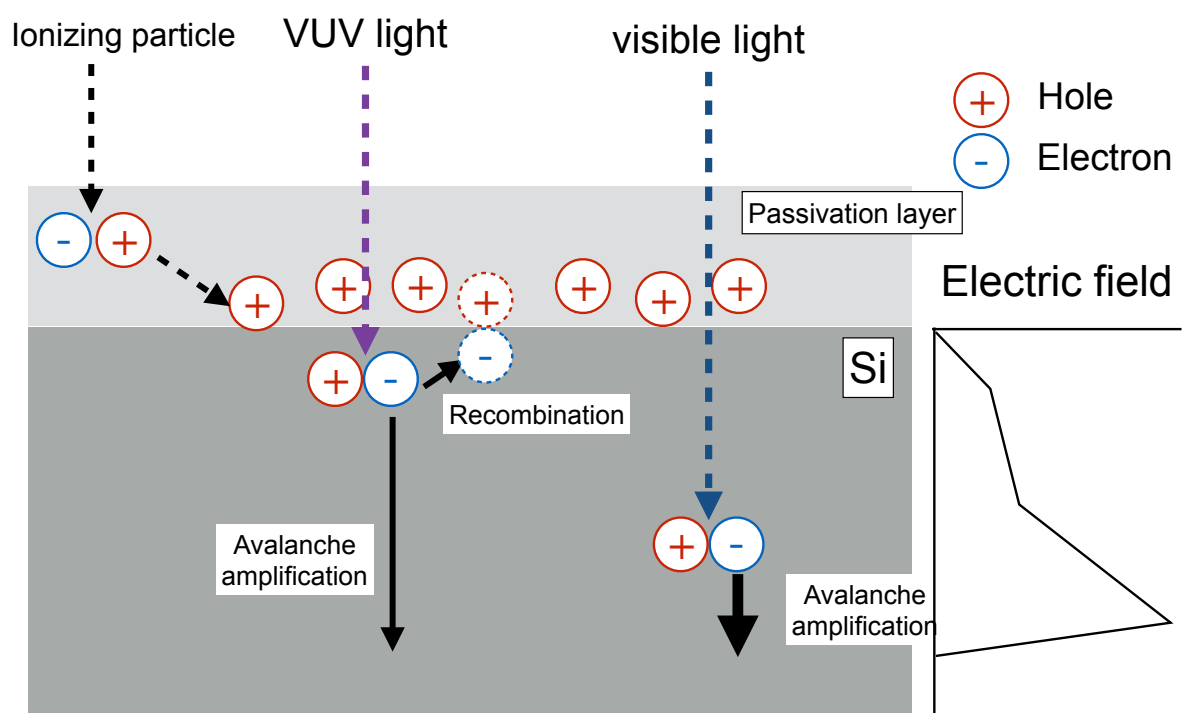 Ionizing particle
VUV light
visible light
+ Hole
- Electron
Passivation layer
- +
+ + + + + + +
Electric field
Si
-
+ -
Recombination
+ -
Avalanche
amplification
Avalanche
amplification